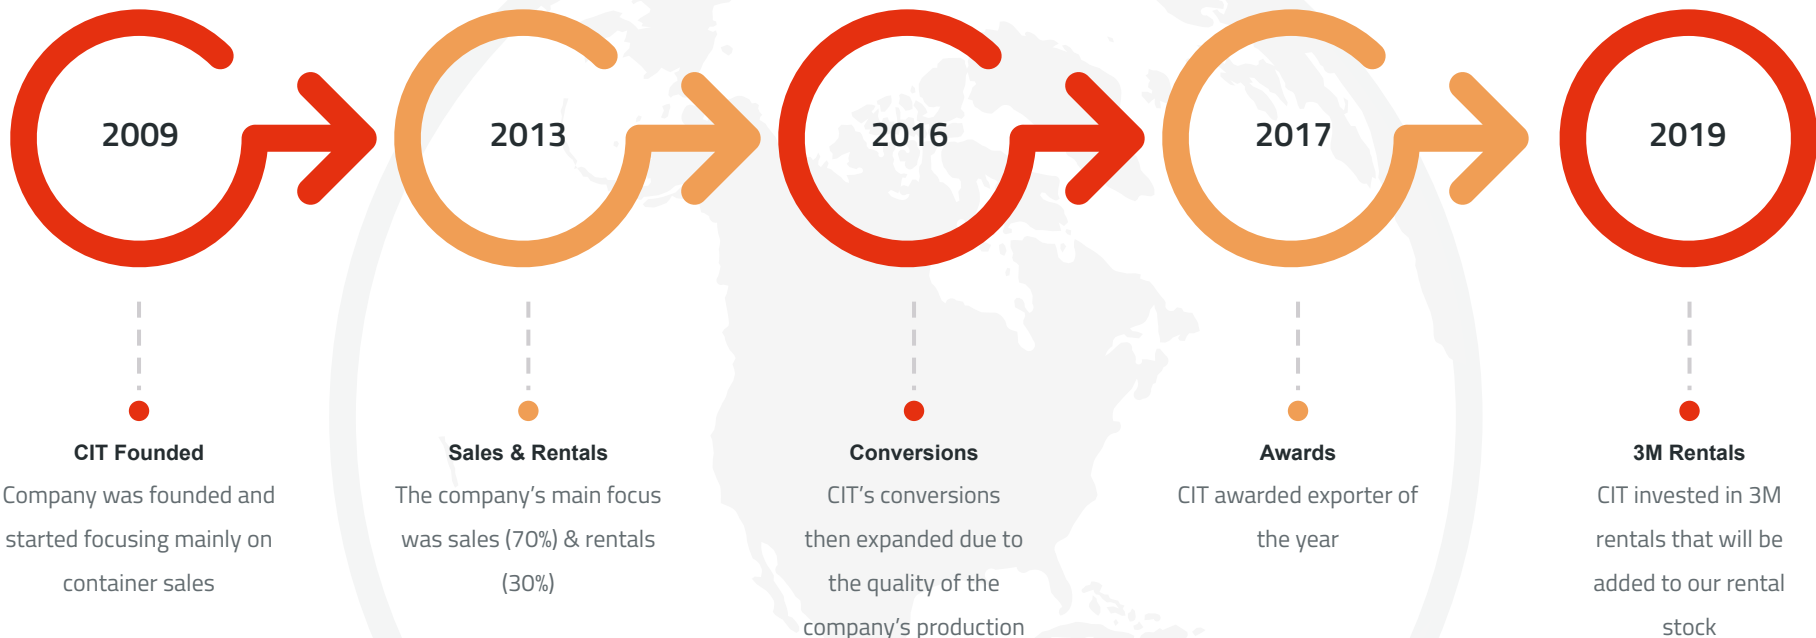 2009
2013
2016
2017
2019
CIT Founded
Company was founded and
started focusing mainly on
container sales
Sales & Rentals
The company's main focus
was sales (70%) & rentals
(30%)
Conversions
CIT's conversions
then expanded due to
the quality of the
company's production
Awards
CIT awarded exporter of
the year
3M Rentals
CIT invested in 3M
rentals that will be
added to our rental
stock